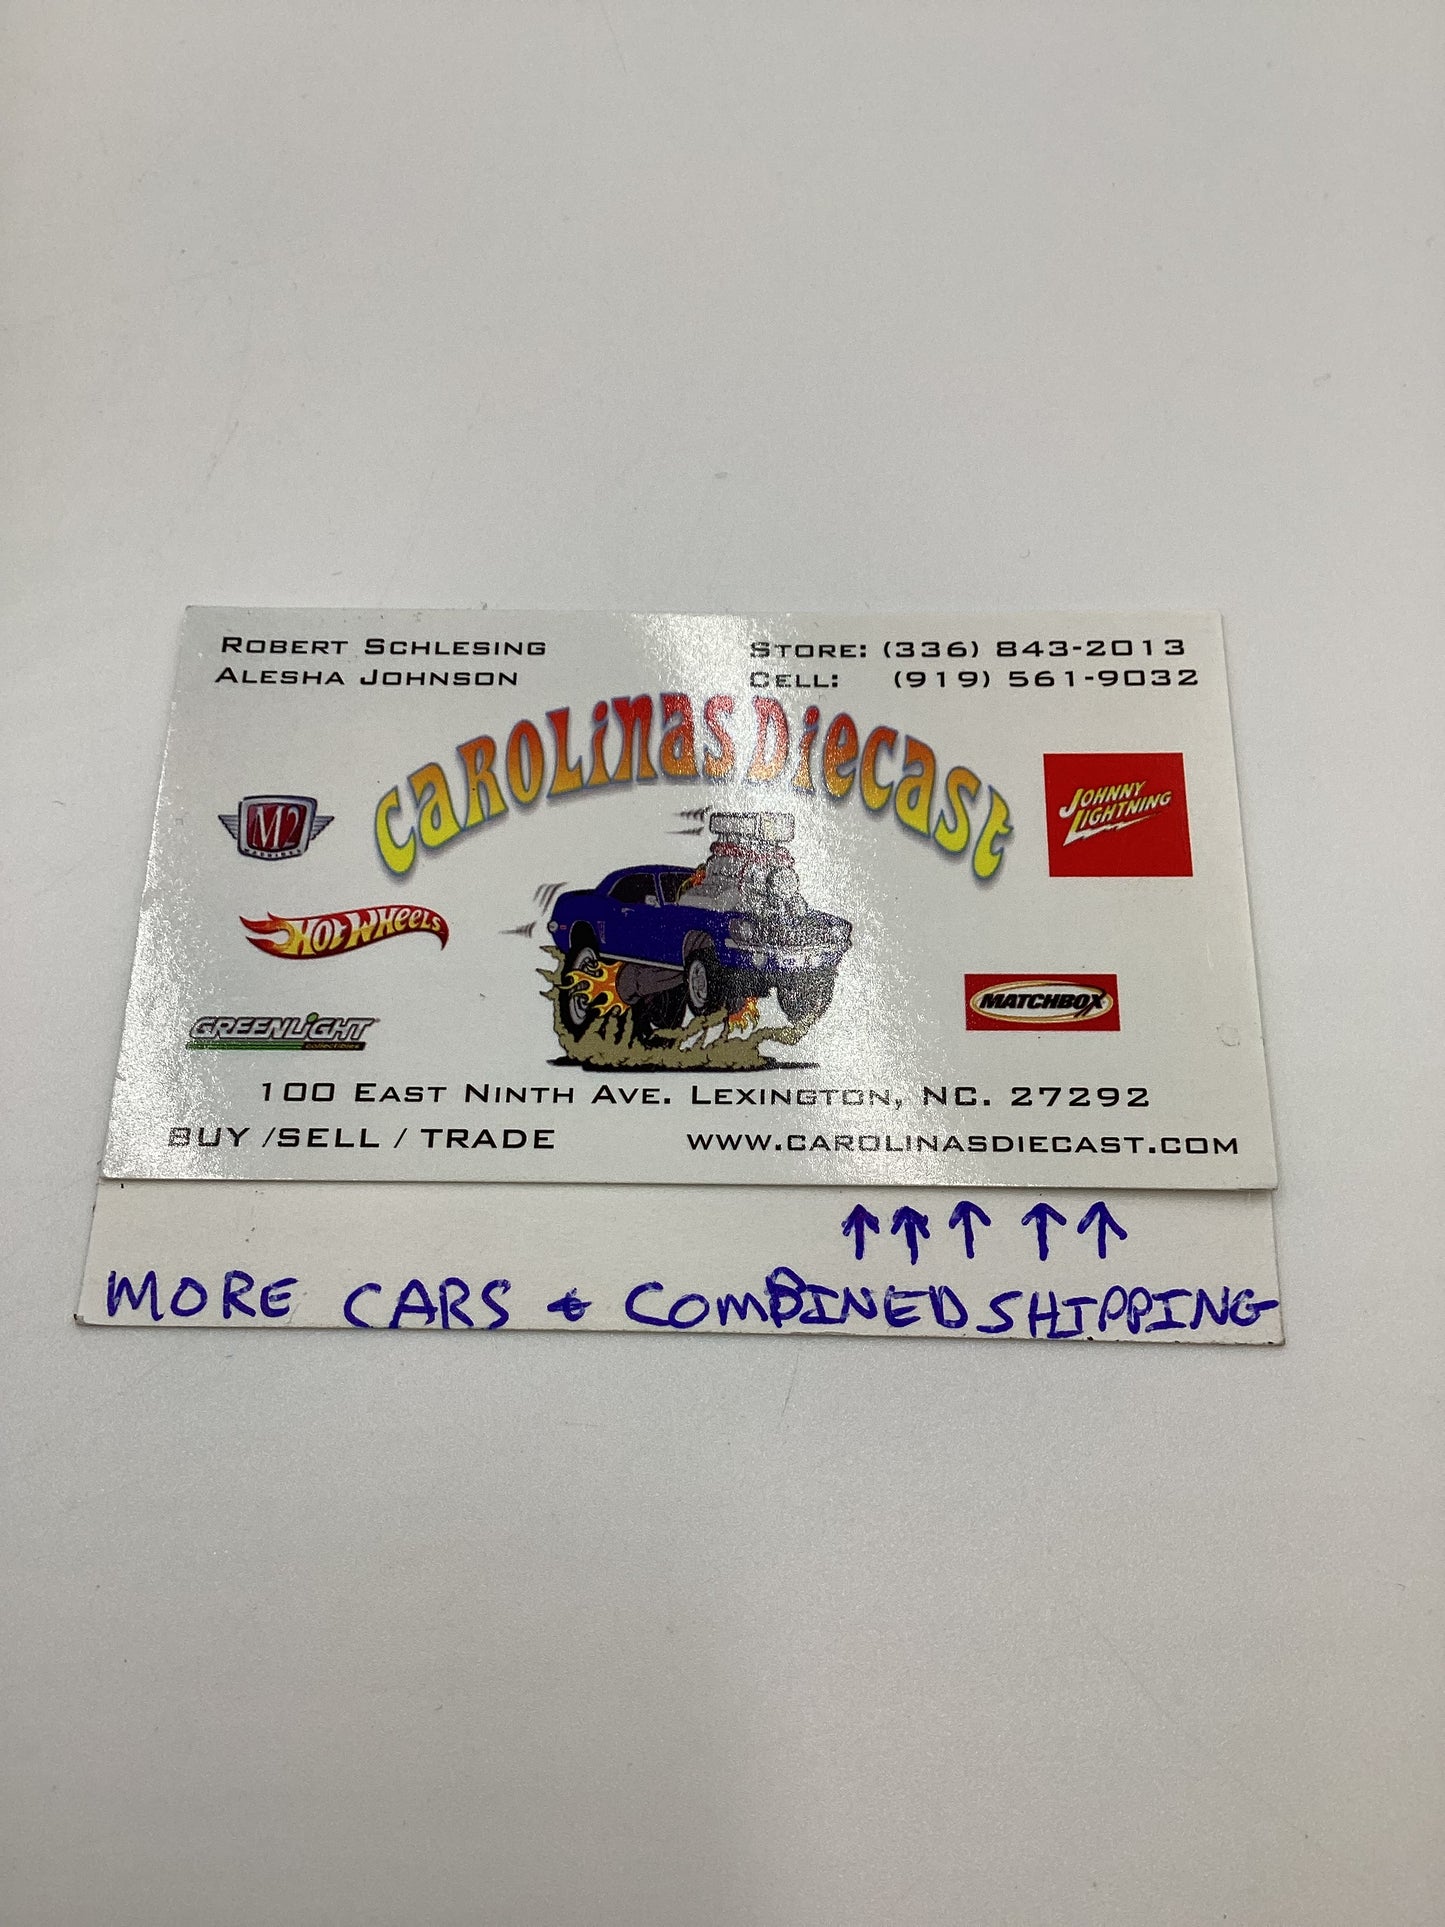 ROBERT SCHLESING
ALESHA JOHNSON
STORE: (336) 843-2013
CELL: (919) 561-9032
CAROLINAS DIECAST
M2
MACHINES
JOHNNY
LIGHTNING
HOT WHEELS
MATCHBOX
GREENLIGHT
collectibles
100 EAST NINTH AVE. LEXINGTON, NC. 27292
BUY /SELL / TRADE
WWW.CAROLINASDIECAST.COM
↑↑↑ ↑↑
MORE CARS & COMBINED SHIPPING